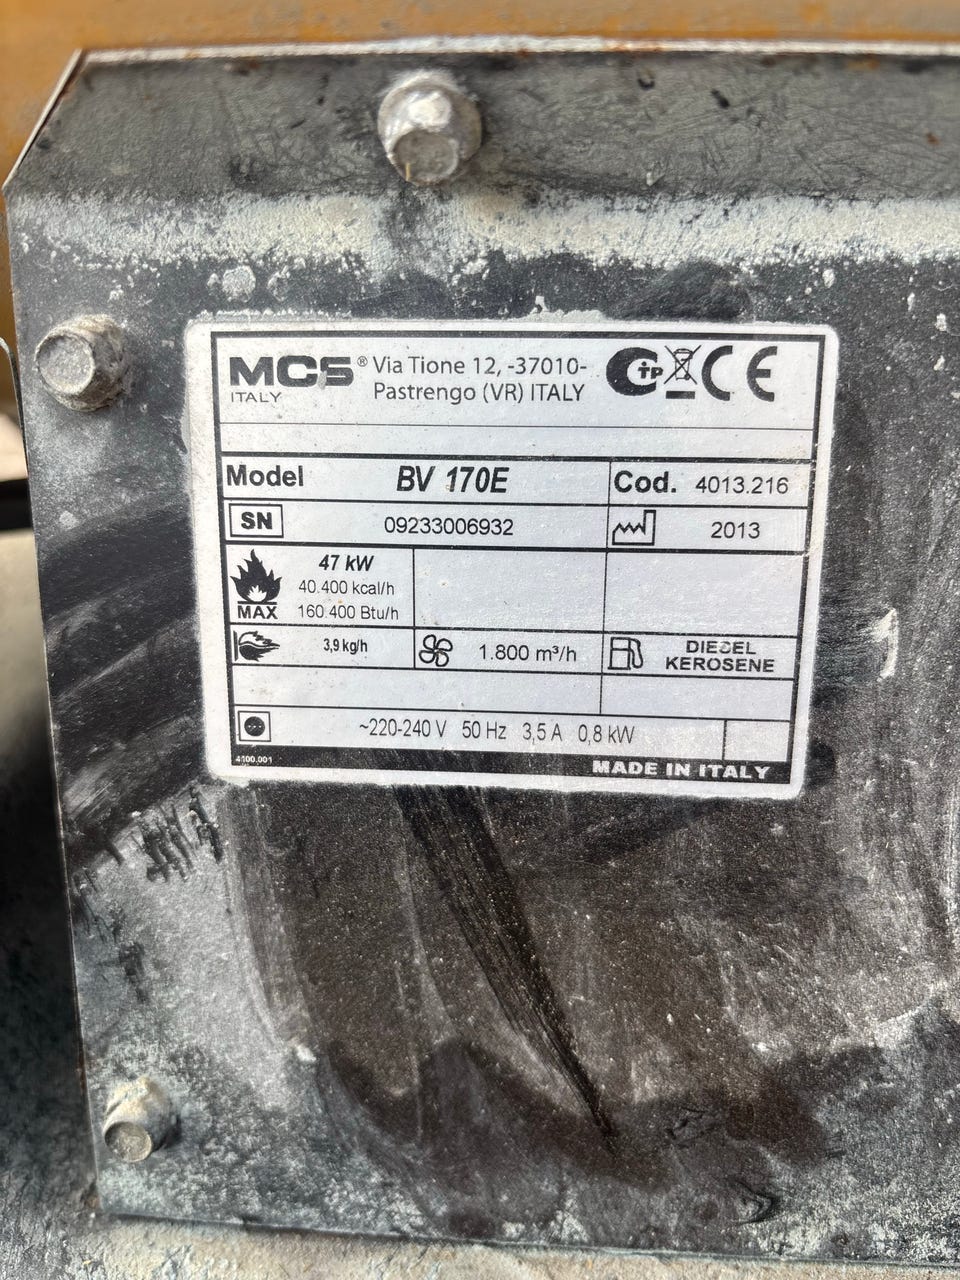 MCS® Via Tione 12, -37010-
ITALY Pastrengo (VR) ITALY
Model BV 170E Cod. 4013.216
SN 09233006932 2013
47 kW
40.400 kcal/h
MAX 160.400 Btu/h
3,9 kg/h 1.800 m³/h DIESEL
KEROSENE
~220-240 V 50 Hz 3,5 A 0,8 kW
4100.001 MADE IN ITALY